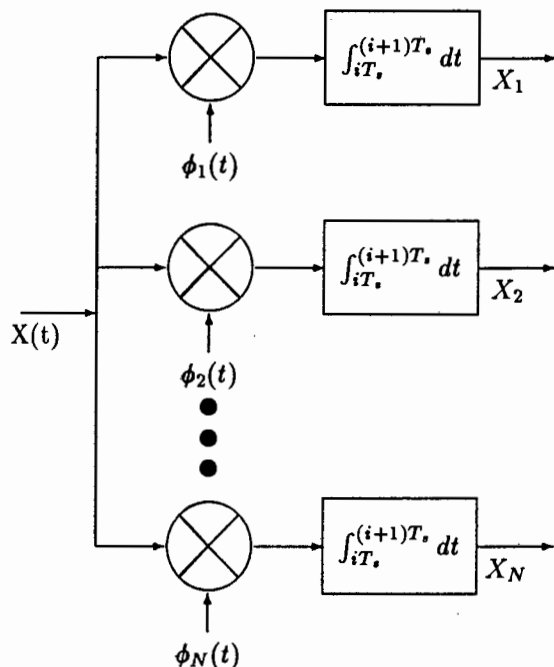 ∫_{iT_s}^{(i+1)T_s} dt
X_1
ϕ_1(t)
∫_{iT_s}^{(i+1)T_s} dt
X_2
X(t)
ϕ_2(t)
∫_{iT_s}^{(i+1)T_s} dt
X_N
ϕ_N(t)